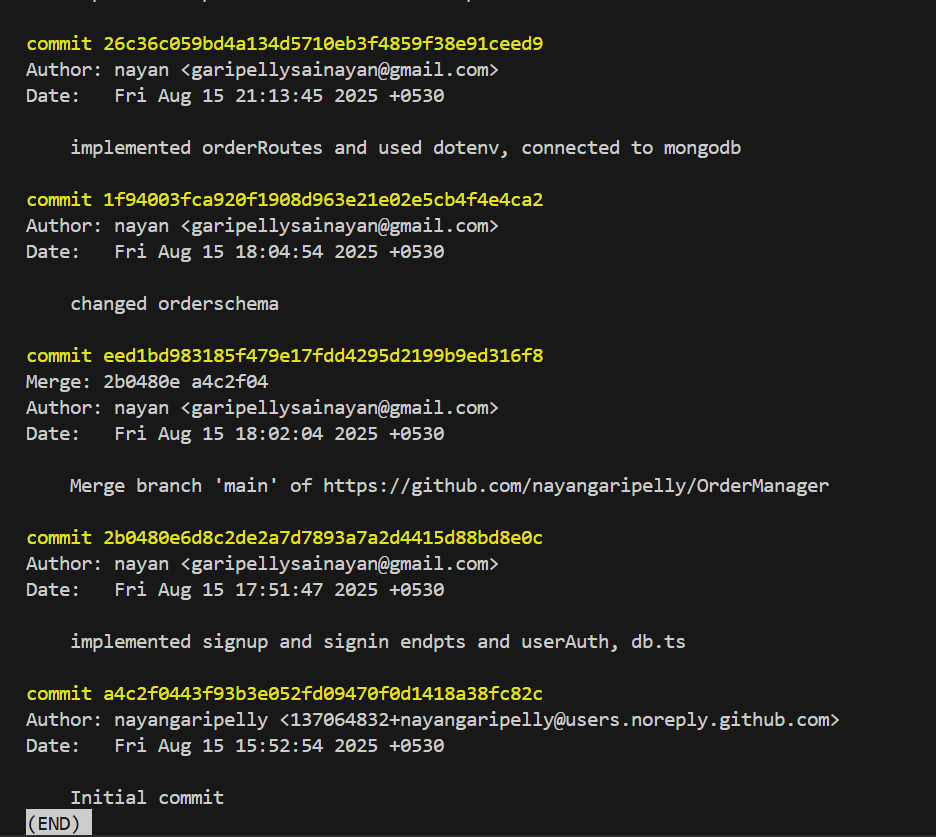 commit 26c36c059bd4a134d5710eb3f4859f38e91ceed9
Author: nayan <garipellysainayan@gmail.com>
Date:   Fri Aug 15 21:13:45 2025 +0530
implemented orderRoutes and used dotenv, connected to mongodb
commit 1f94003fca920f1908d963e21e02e5cb4f4e4ca2
Author: nayan <garipellysainayan@gmail.com>
Date:   Fri Aug 15 18:04:54 2025 +0530
changed orderschema
commit eed1bd983185f479e17fdd4295d2199b9ed316f8
Merge: 2b0480e a4c2f04
Author: nayan <garipellysainayan@gmail.com>
Date:   Fri Aug 15 18:02:04 2025 +0530
Merge branch 'main' of https://github.com/nayangaripelly/OrderManager
commit 2b0480e6d8c2de2a7d7893a7a2d4415d88bd8e0c
Author: nayan <garipellysainayan@gmail.com>
Date:   Fri Aug 15 17:51:47 2025 +0530
implemented signup and signin endpts and userAuth, db.ts
commit a4c2f0443f93b3e052fd09470f0d1418a38fc82c
Author: nayangaripelly <137064832+nayangaripelly@users.noreply.github.com>
Date:   Fri Aug 15 15:52:54 2025 +0530
Initial commit
(END)